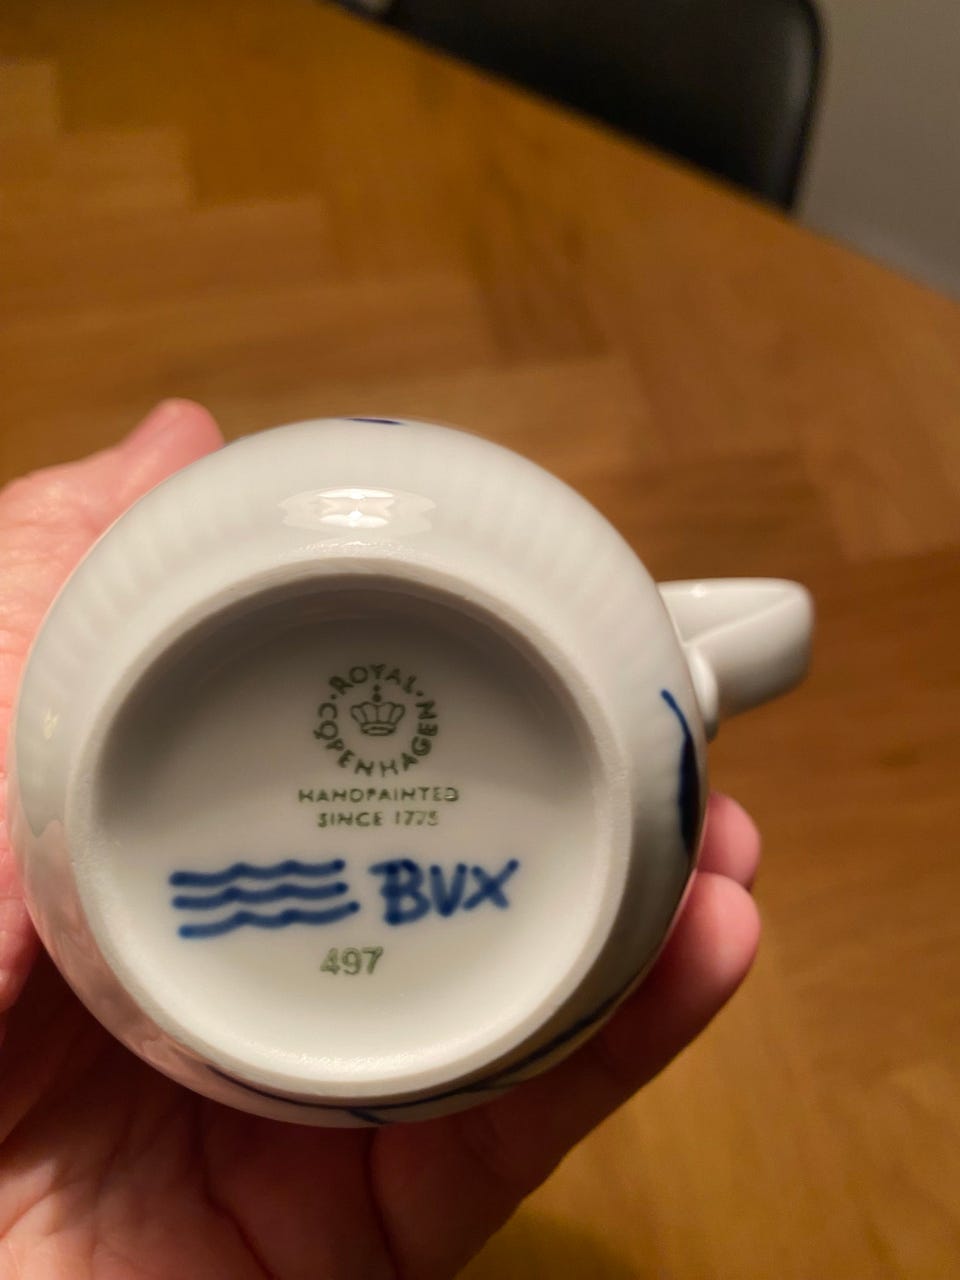 ROYAL
COPENHAGEN
HANDPAINTED
SINCE 1775
BVX
497